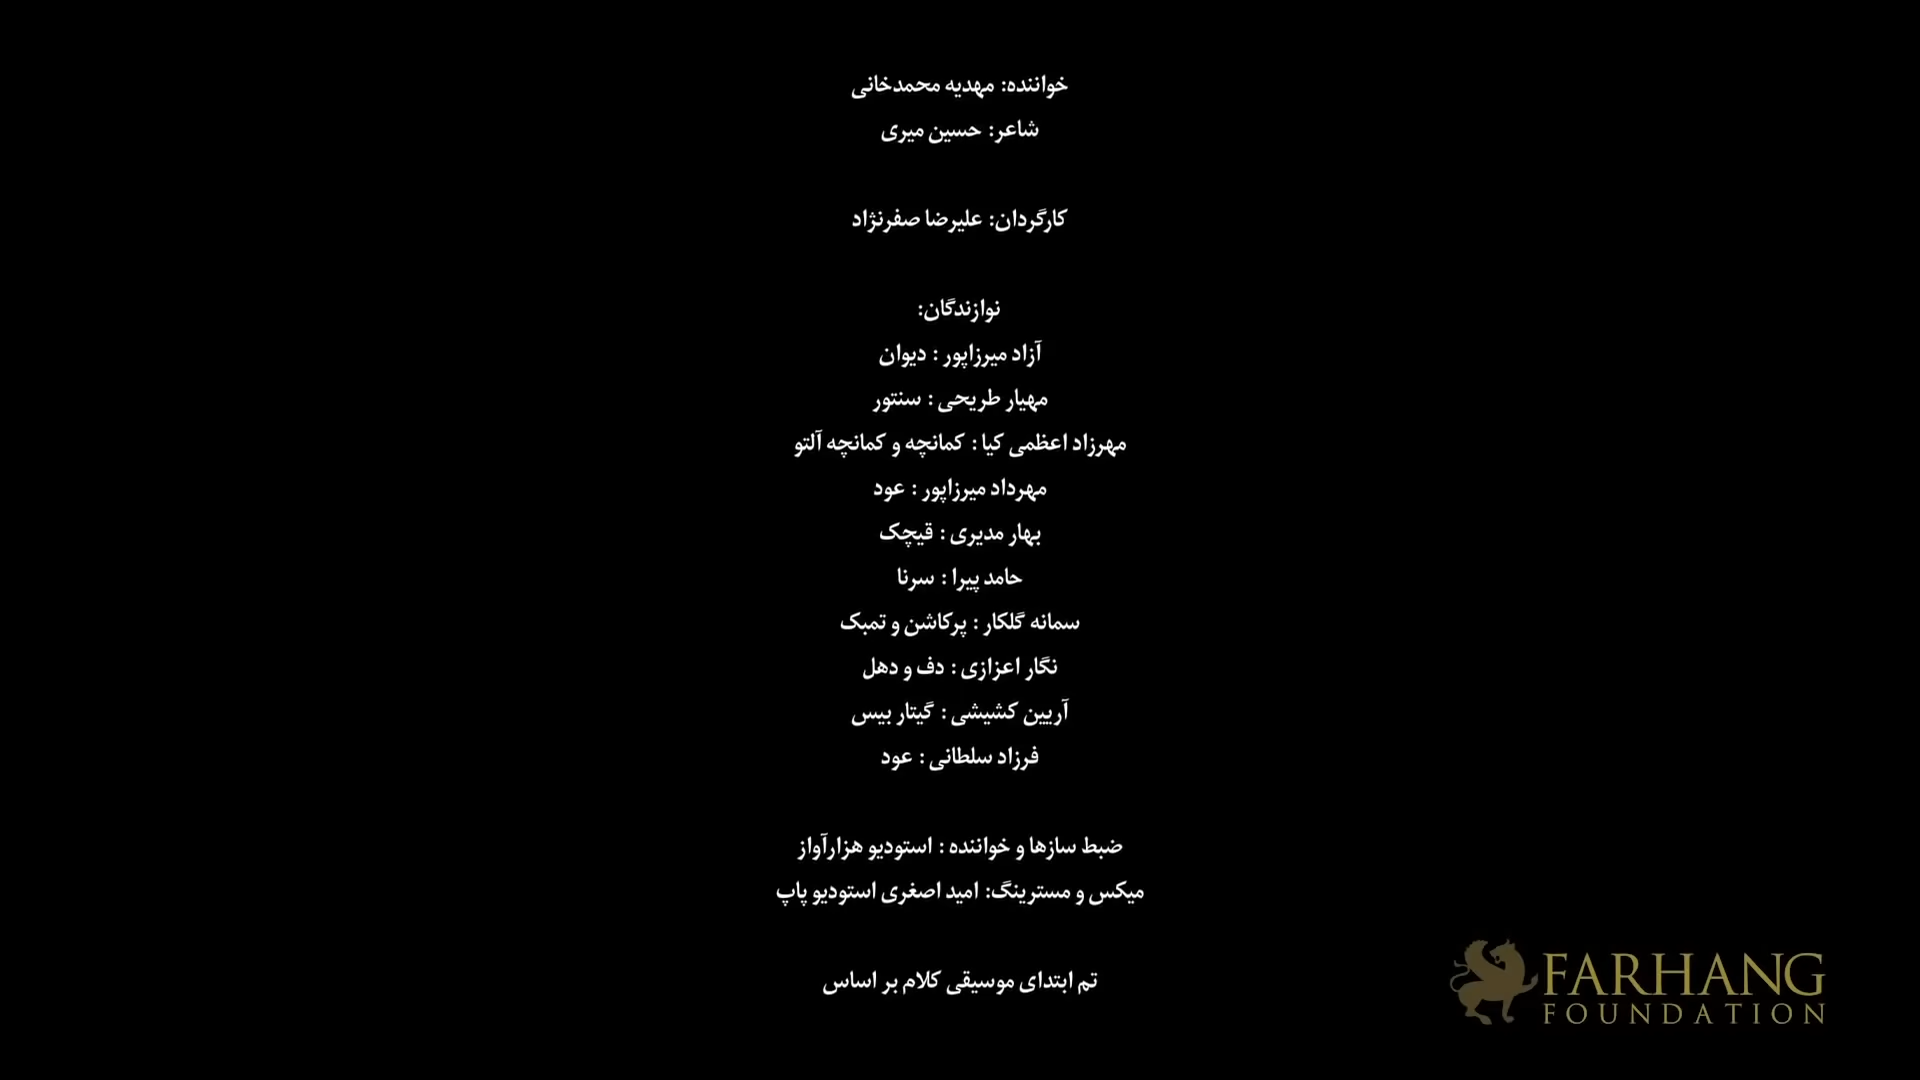 خواننده: مهدیه محمدخانی
شاعر: حسین میری
کارگردان: علیرضا صفرنژاد
نوازندگان:
آزاد میرزاپور : دیوان
مهیار طریحی : سنتور
مهرزاد اعظمی کیا : کمانچه و کمانچه آلتو
مهرداد میرزاپور : عود
بهار مدیری : قیچک
حامد پیرا : سرنا
سمانه گلکار : پرکاشن و تمبک
نگار اعزازی : دف و دهل
آریین کشیشی : گیتار بیس
فرزاد سلطانی : عود
ضبط سازها و خواننده : استودیو هزارآواز
میکس و مسترینگ: امید اصغری استودیو پاپ
تم ابتدای موسیقی کلام بر اساس
FARHANG
FOUNDATION